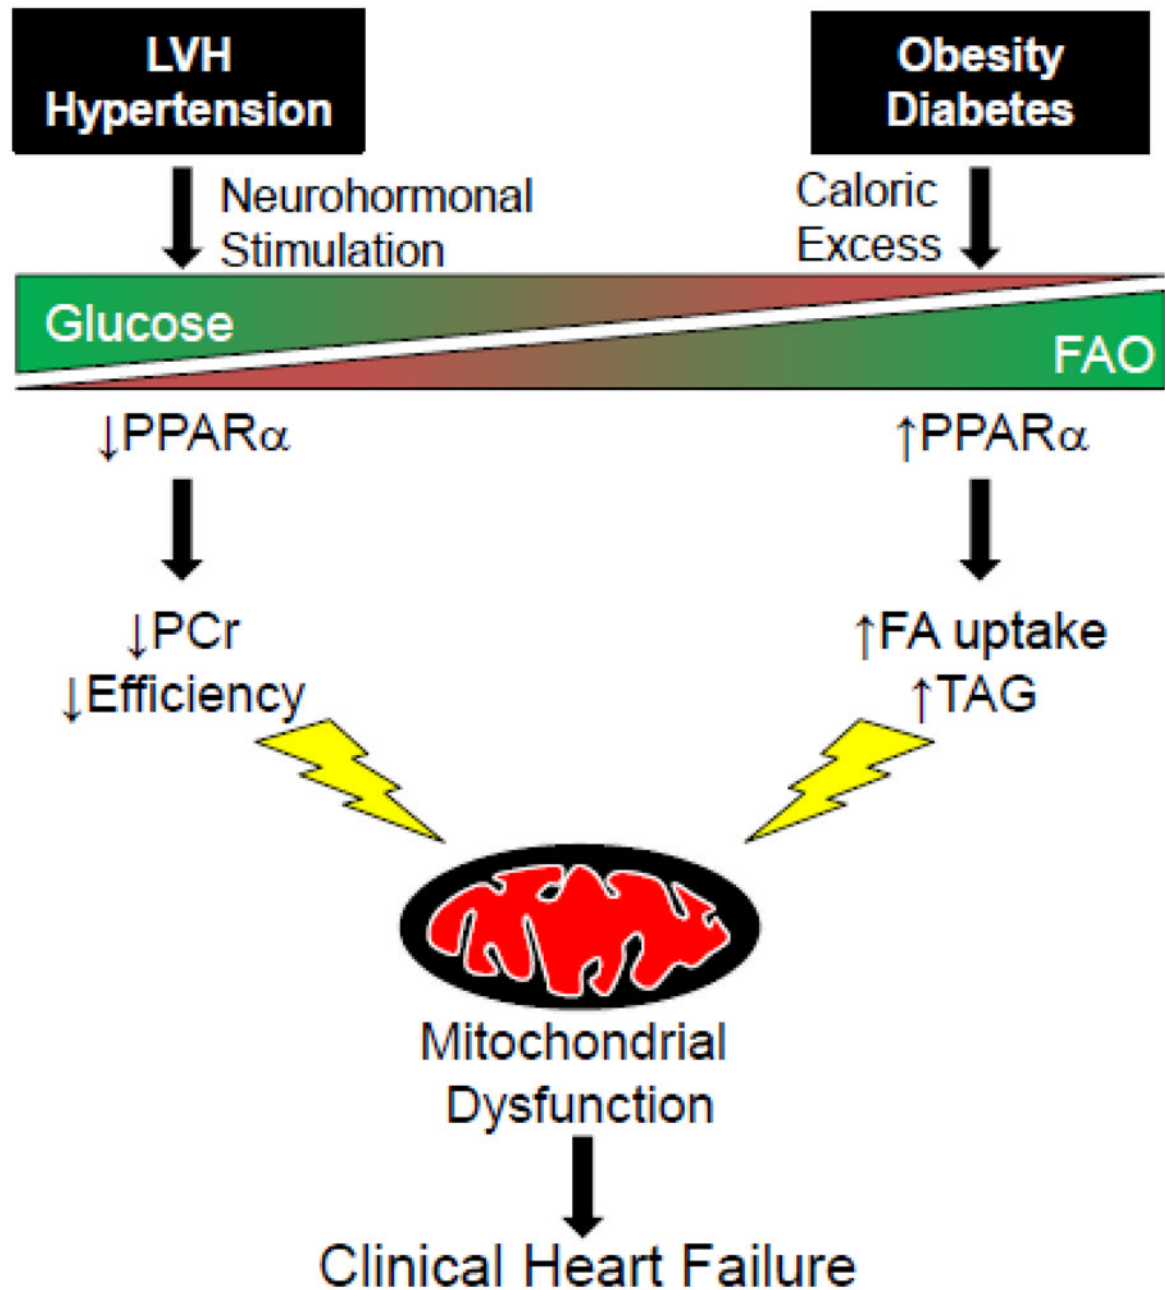 LVH
Hypertension
Obesity
Diabetes
Neurohormonal
Stimulation
Caloric
Excess
Glucose
FAO
↓PPARα
↑PPARα
↓PCr
↓Efficiency
↑FA uptake
↑TAG
Mitochondrial
Dysfunction
Clinical Heart Failure